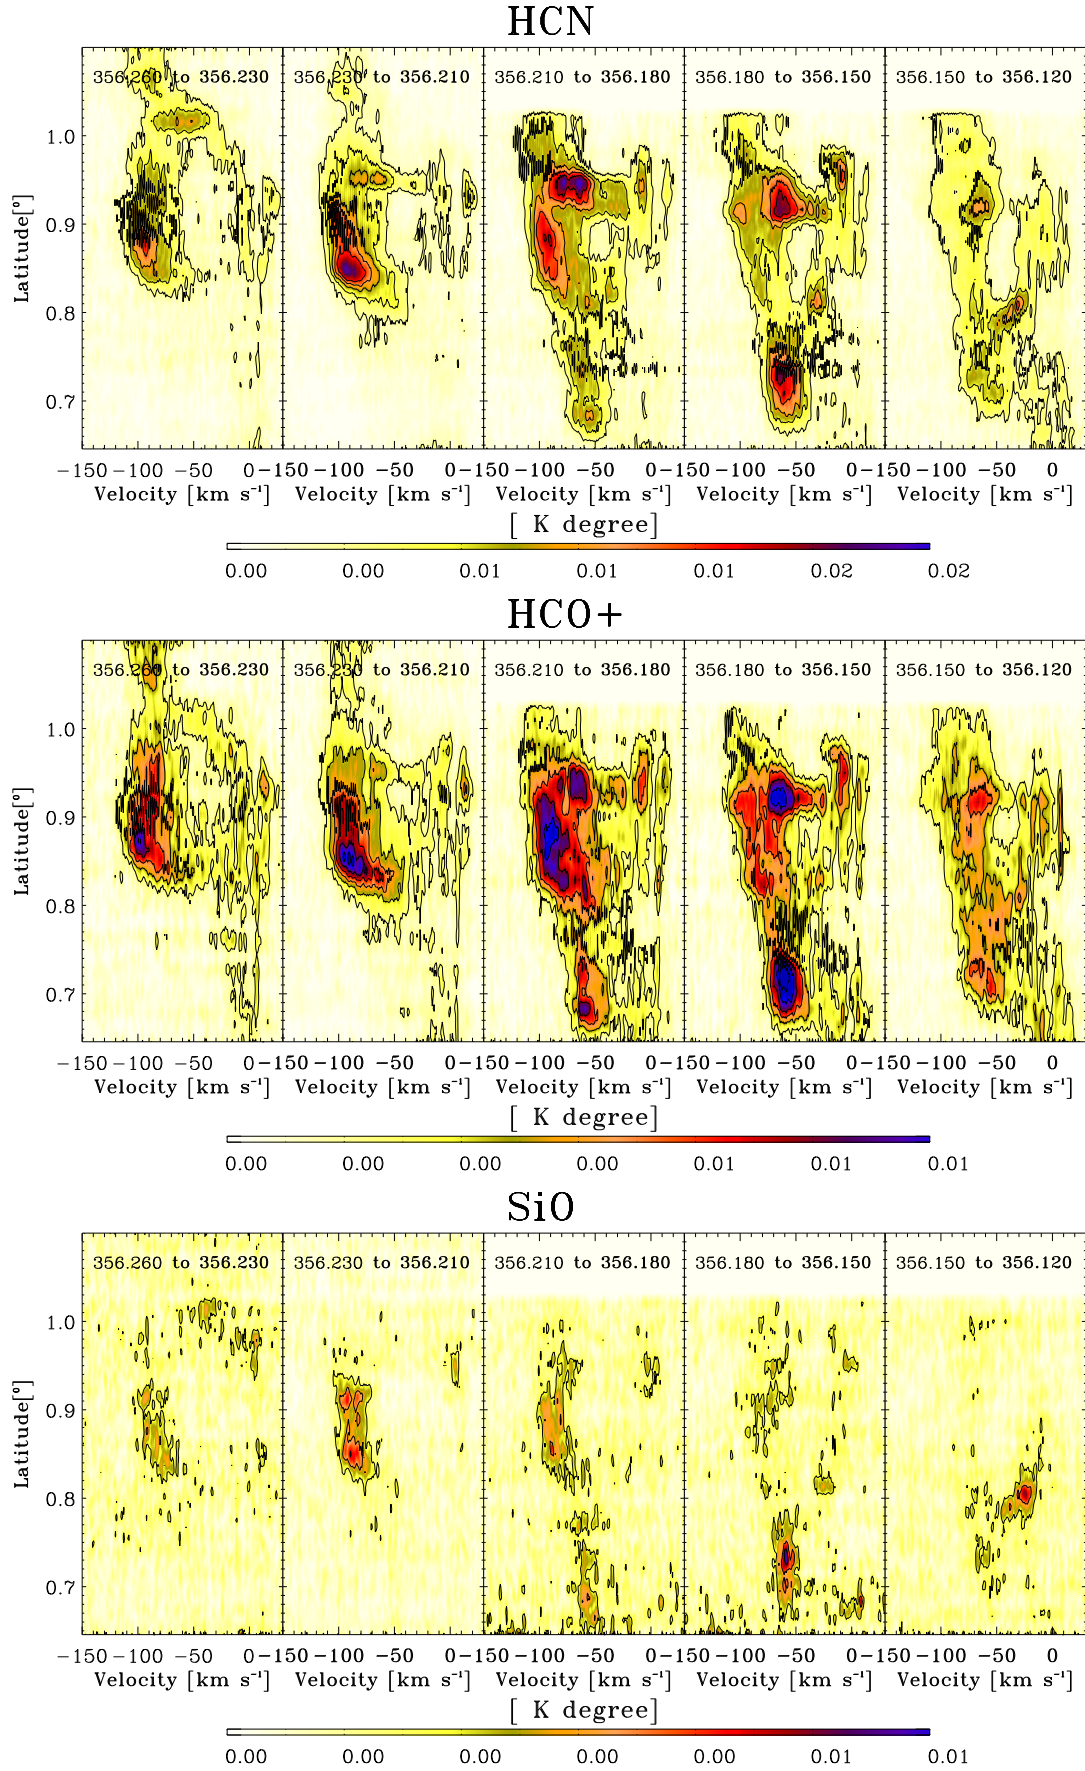 HCN
356.260 to 356.230 356.230 to 356.210 356.210 to 356.180 356.180 to 356.150 356.150 to 356.120
1.0
0.9
0.8
0.7
Latitude[°]
−150 −100 −50 0 −150 −100 −50 0 −150 −100 −50 0 −150 −100 −50 0 −150 −100 −50 0
Velocity [km s⁻¹] Velocity [km s⁻¹] Velocity [km s⁻¹] Velocity [km s⁻¹] Velocity [km s⁻¹]
[ K degree]
0.00 0.00 0.01 0.01 0.01 0.02 0.02
HCO+
356.260 to 356.230 356.230 to 356.210 356.210 to 356.180 356.180 to 356.150 356.150 to 356.120
1.0
0.9
0.8
0.7
Latitude[°]
−150 −100 −50 0 −150 −100 −50 0 −150 −100 −50 0 −150 −100 −50 0 −150 −100 −50 0
Velocity [km s⁻¹] Velocity [km s⁻¹] Velocity [km s⁻¹] Velocity [km s⁻¹] Velocity [km s⁻¹]
[ K degree]
0.00 0.00 0.00 0.00 0.01 0.01 0.01
SiO
356.260 to 356.230 356.230 to 356.210 356.210 to 356.180 356.180 to 356.150 356.150 to 356.120
1.0
0.9
0.8
0.7
Latitude[°]
−150 −100 −50 0 −150 −100 −50 0 −150 −100 −50 0 −150 −100 −50 0 −150 −100 −50 0
Velocity [km s⁻¹] Velocity [km s⁻¹] Velocity [km s⁻¹] Velocity [km s⁻¹] Velocity [km s⁻¹]
[ K degree]
0.00 0.00 0.00 0.00 0.00 0.01 0.01